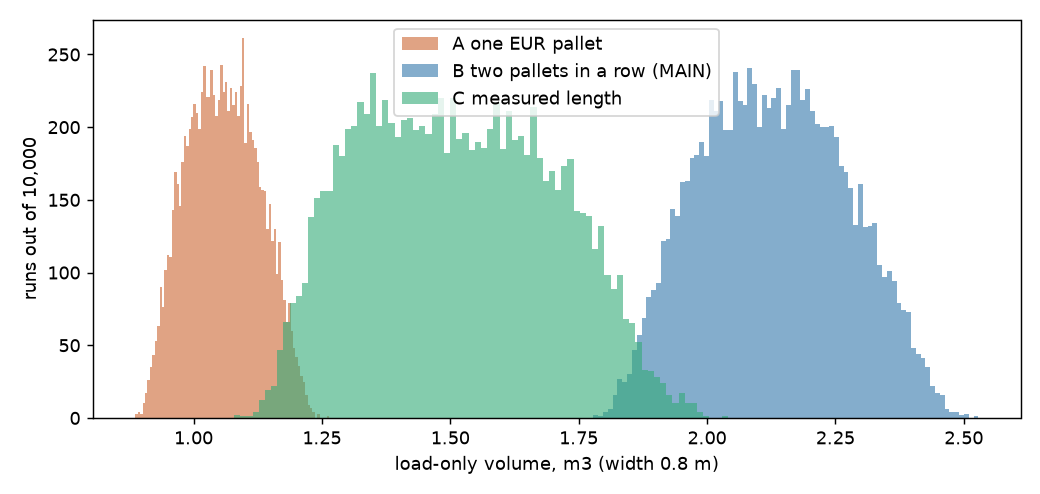 A one EUR pallet
B two pallets in a row (MAIN)
C measured length
runs out of 10,000
250
200
150
100
50
0
1.00 1.25 1.50 1.75 2.00 2.25 2.50
load-only volume, m3 (width 0.8 m)